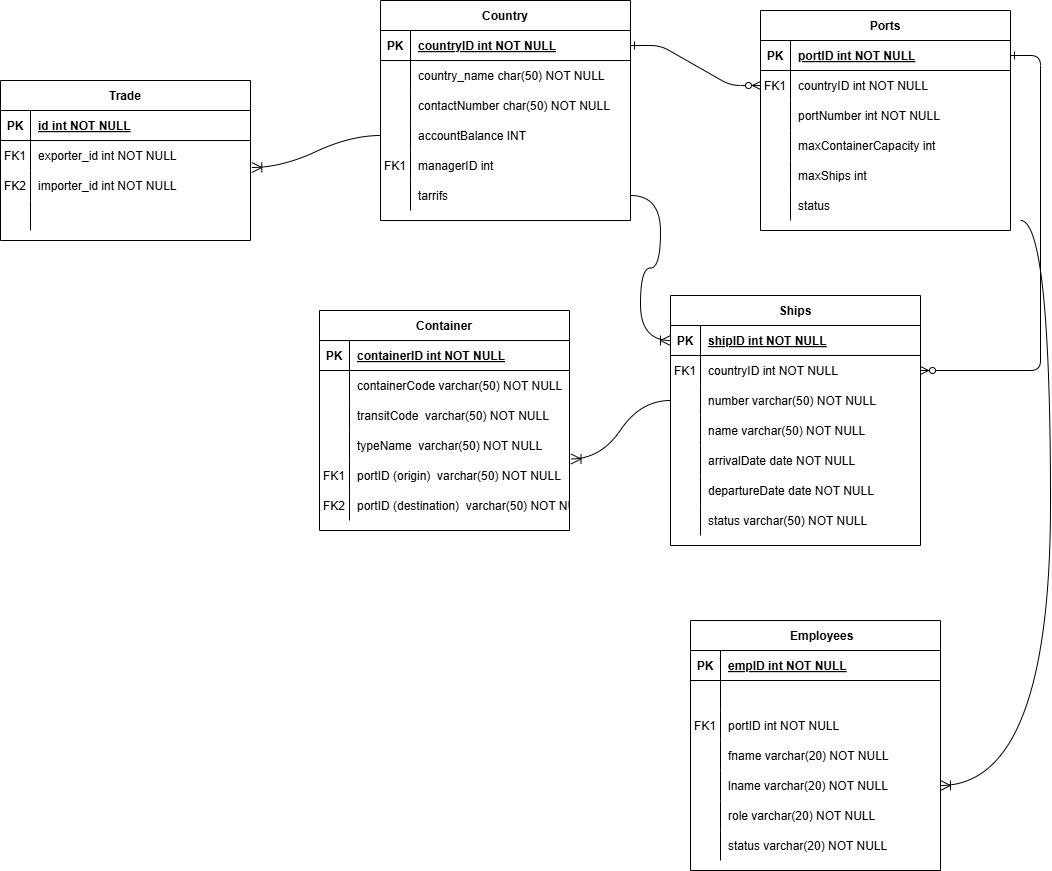 Country
PK countryID int NOT NULL
country_name char(50) NOT NULL
contactNumber char(50) NOT NULL
accountBalance INT
FK1 managerID int
tarrifs
Ports
PK portID int NOT NULL
FK1 countryID int NOT NULL
portNumber int NOT NULL
maxContainerCapacity int
maxShips int
status
Trade
PK id int NOT NULL
FK1 exporter_id int NOT NULL
FK2 importer_id int NOT NULL
Container
PK containerID int NOT NULL
containerCode varchar(50) NOT NULL
transitCode varchar(50) NOT NULL
typeName varchar(50) NOT NULL
FK1 portID (origin) varchar(50) NOT NULL
FK2 portID (destination) varchar(50) NOT
Ships
PK shipID int NOT NULL
FK1 countryID int NOT NULL
number varchar(50) NOT NULL
name varchar(50) NOT NULL
arrivalDate date NOT NULL
departureDate date NOT NULL
status varchar(50) NOT NULL
Employees
PK empID int NOT NULL
FK1 portID int NOT NULL
fname varchar(20) NOT NULL
lname varchar(20) NOT NULL
role varchar(20) NOT NULL
status varchar(20) NOT NULL